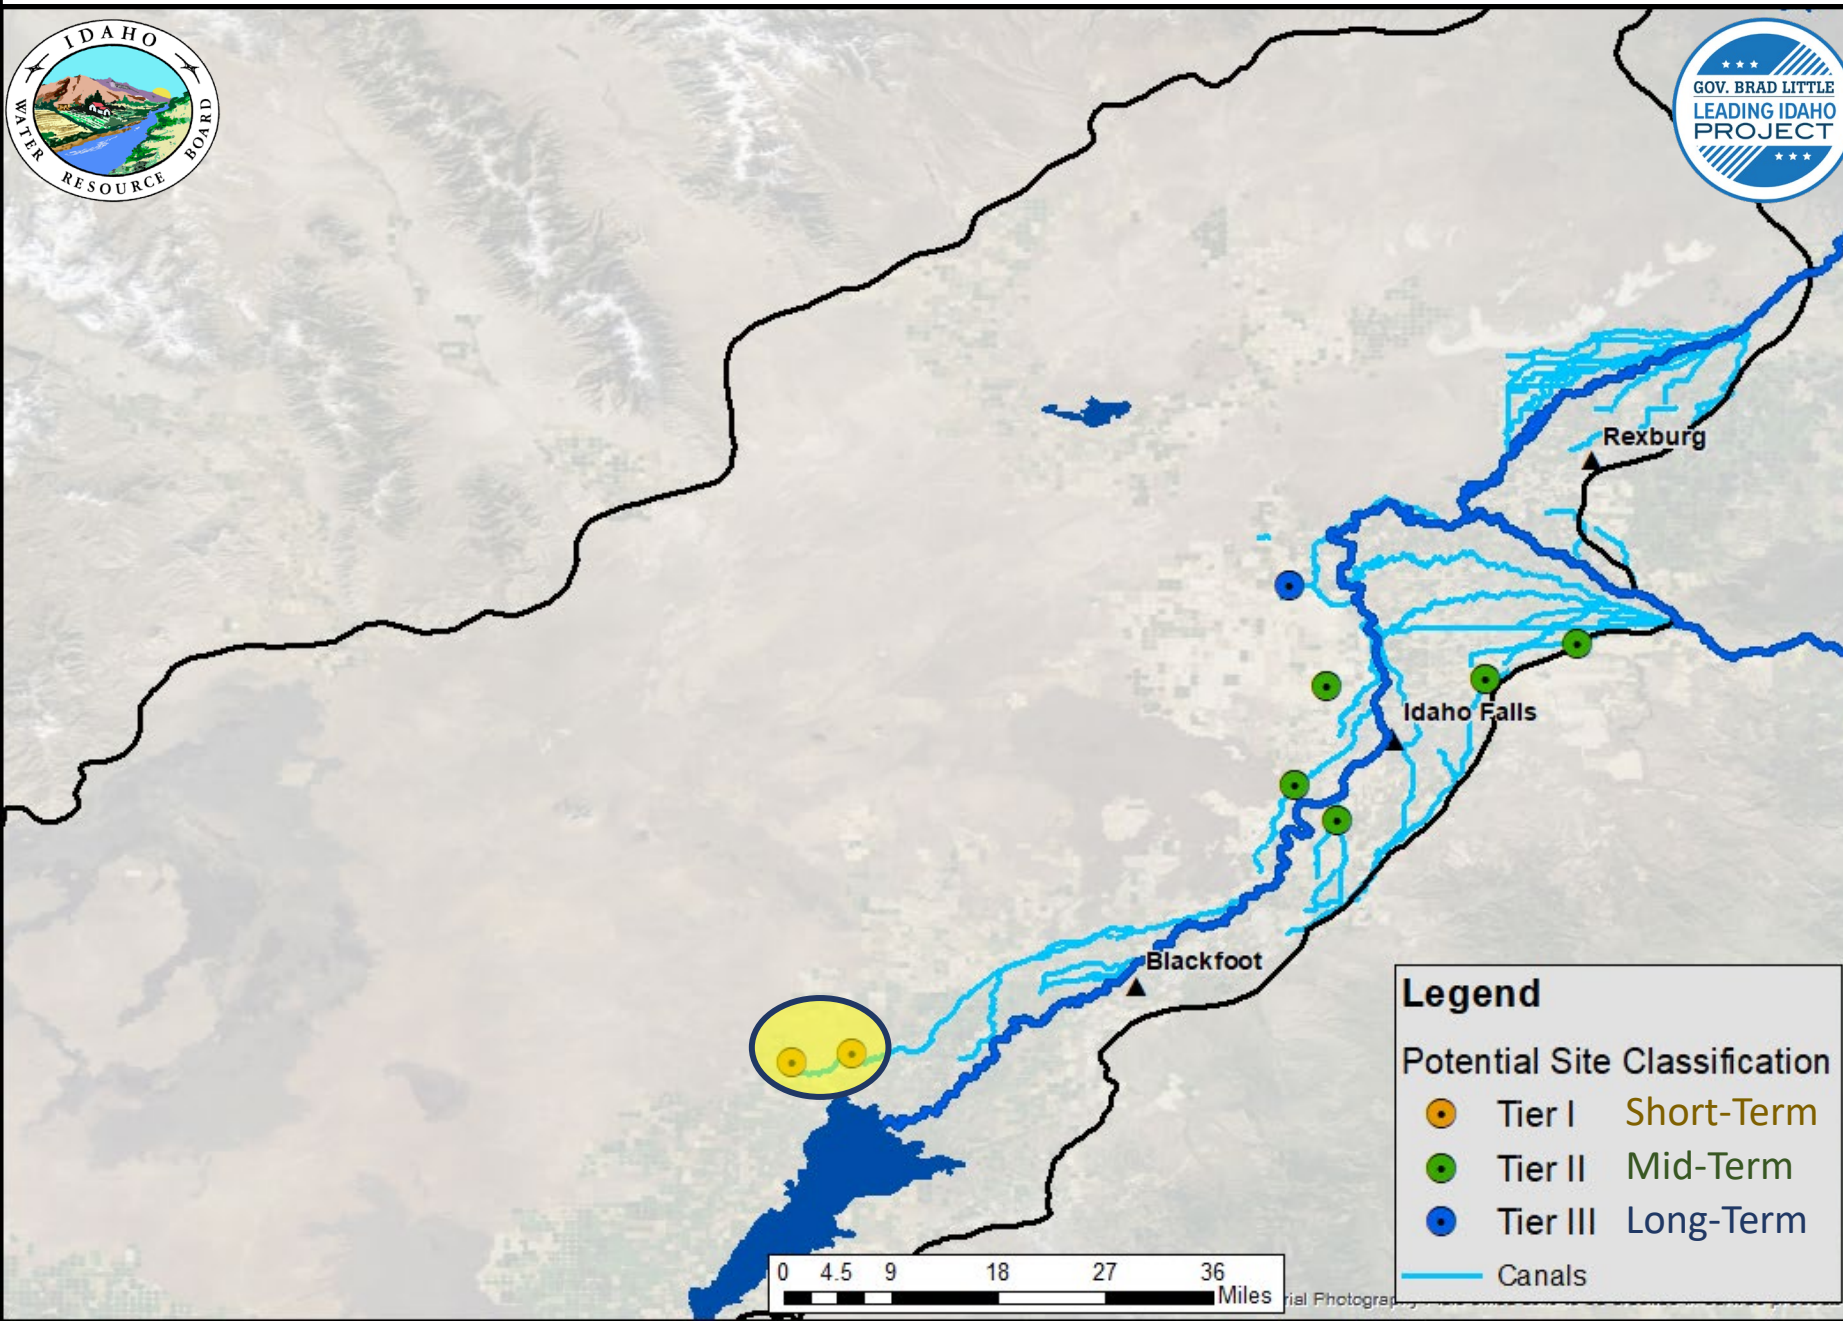 IDAHO
WATER
RESOURCE
BOARD
GOV. BRAD LITTLE
LEADING IDAHO
PROJECT
Rexburg
Idaho Falls
Blackfoot
Legend
Potential Site Classification
Tier I Short-Term
Tier II Mid-Term
Tier III Long-Term
Canals
0 4.5 9 18 27 36
Miles